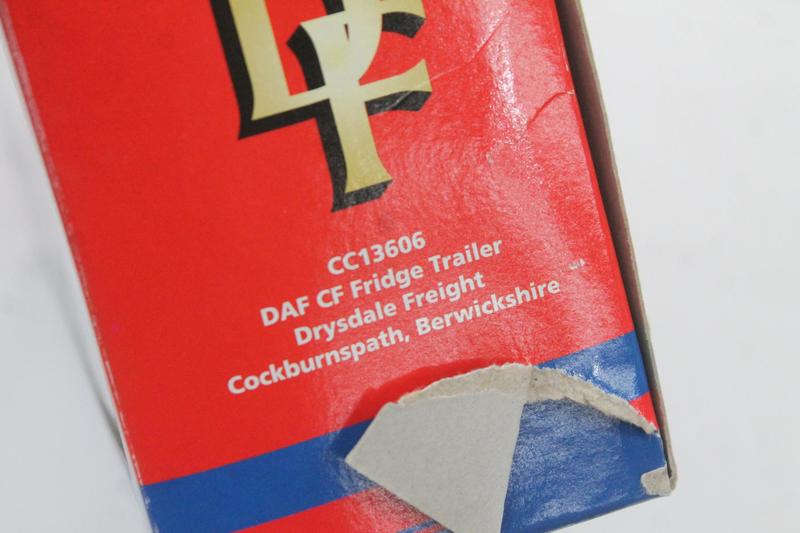 DF
CC13606
DAF CF Fridge Trailer
Drysdale Freight
Cockburnspath, Berwickshire